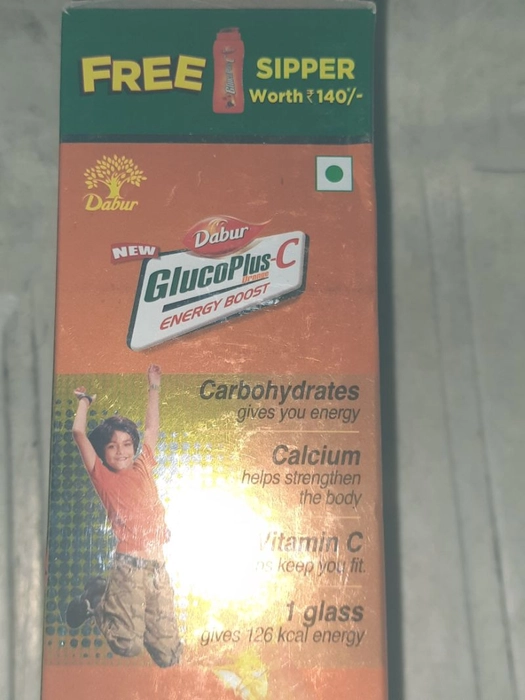 FREE
SIPPER
Worth ₹140/-
Dabur
Dabur
NEW
GlucoPlus-C
Orange
ENERGY BOOST
Carbohydrates
gives you energy
Calcium
helps strengthen
the body
Vitamin C
keep you fit.
1 glass
gives 126 kcal energy